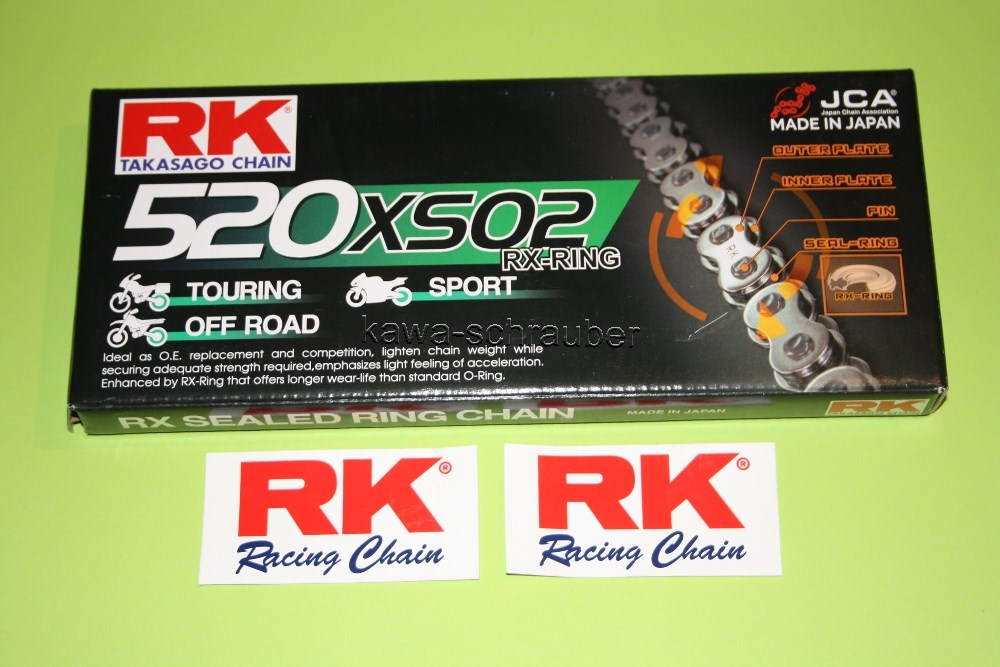 RK®
TAKASAGO CHAIN
JCA®
Japan Chain Association
MADE IN JAPAN
520XSO2
RX-RING
OUTER PLATE
INNER PLATE
PIN
SEAL-RING
RX-RING
RK
TOURING
SPORT
OFF ROAD
kawa-schrauber
Ideal as O.E. replacement and competition, lighten chain weight while
securing adequate strength required,emphasizes light feeling of acceleration.
Enhanced by RX-Ring that offers longer wear-life than standard O-Ring.
RX SEALED RING CHAIN
MADE IN JAPAN
RK
RK®
Racing Chain
RK®
Racing Chain